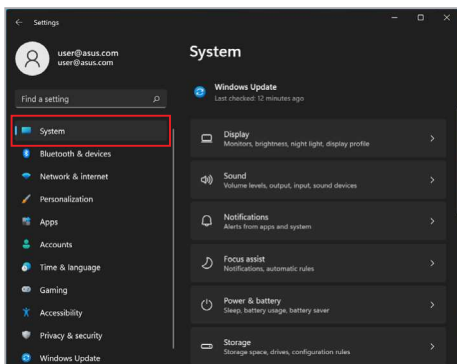 Settings
user@asus.com
user@asus.com
Find a setting
System
Bluetooth & devices
Network & internet
Personalization
Apps
Accounts
Time & language
Gaming
Accessibility
Privacy & security
Windows Update
System
Windows Update
Last checked: 12 minutes ago
Display
Monitors, brightness, night light, display profile
Sound
Volume levels, output, input, sound devices
Notifications
Alerts from apps and system
Focus assist
Notifications, automatic rules
Power & battery
Sleep, battery usage, battery saver
Storage
Storage space, drives, configuration rules